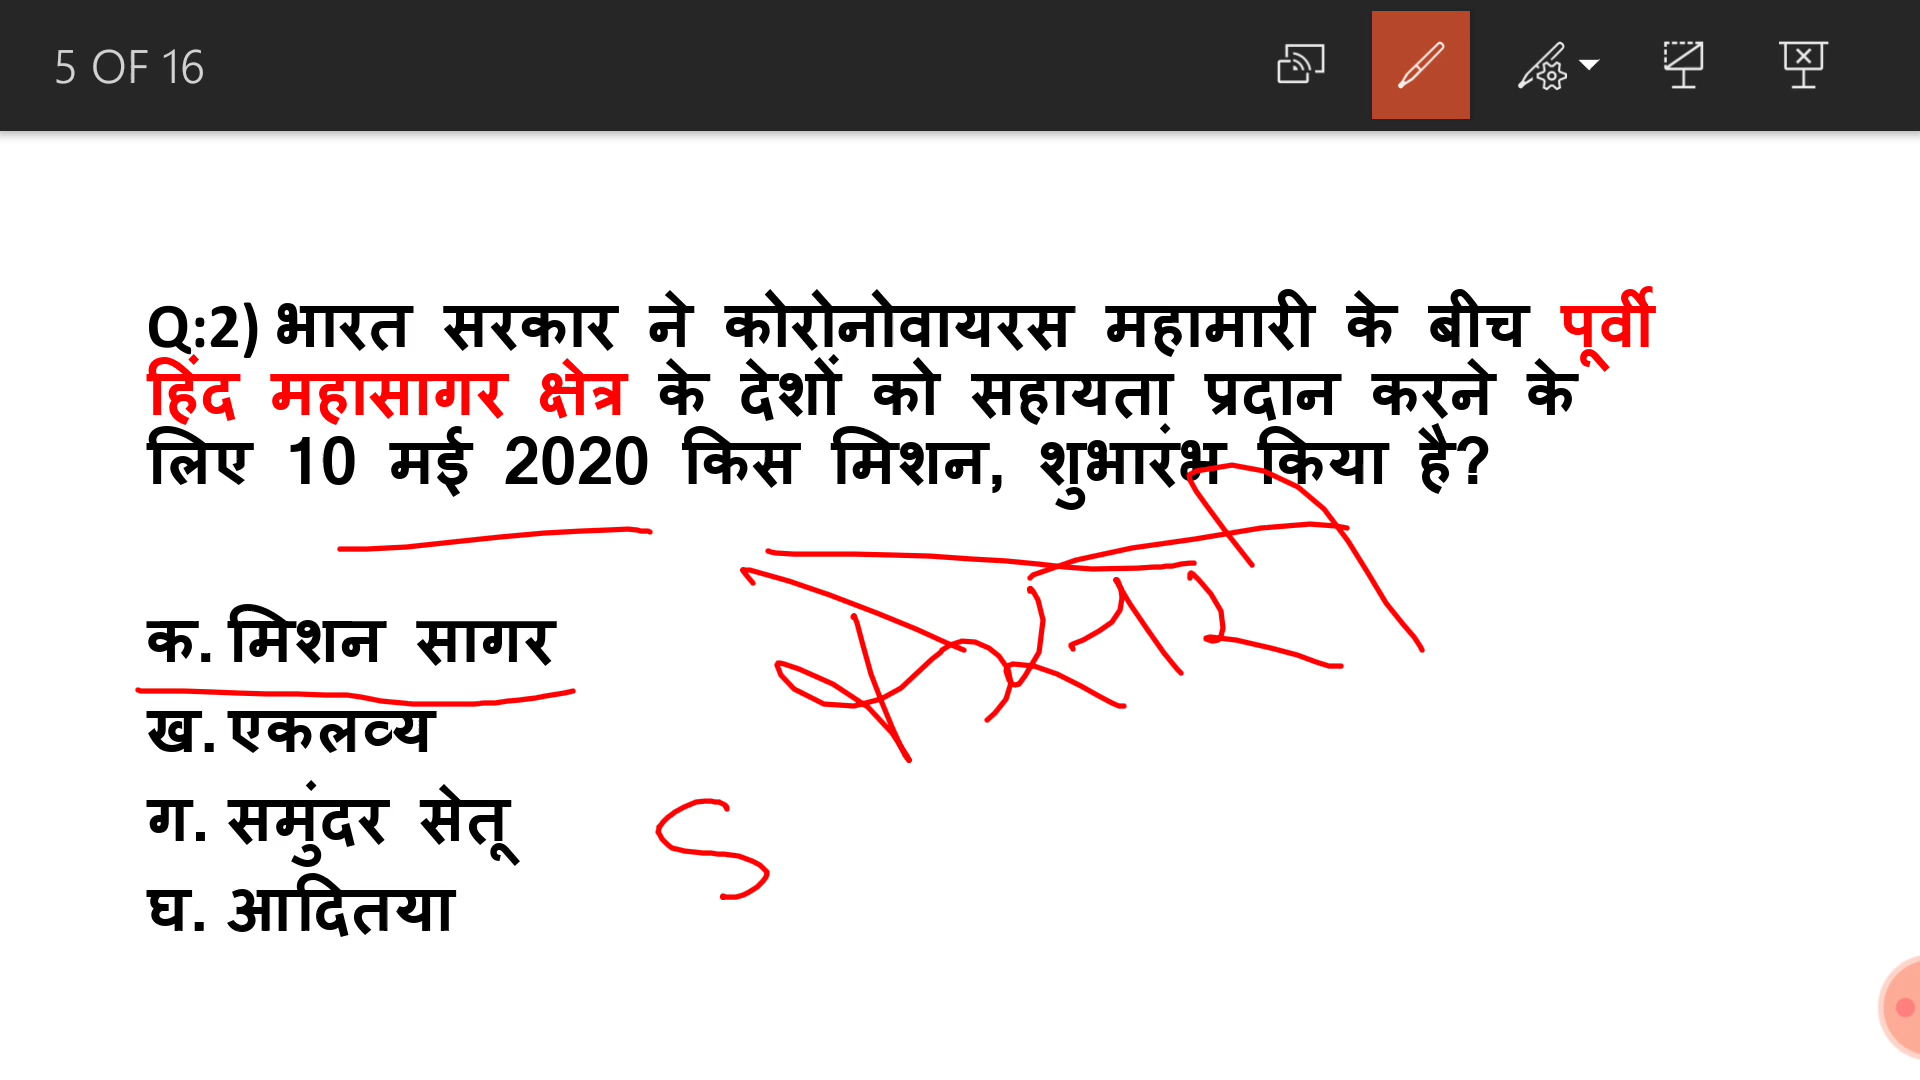 5 OF 16
Q:2) भारत सरकार ने कोरोनोवायरस महामारी के बीच पूर्वी
हिंद महासागर क्षेत्र के देशों को सहायता प्रदान करने के
लिए 10 मई 2020 किस मिशन, शुभारंभ किया है?
क. मिशन सागर
ख. एकलव्य
ग. समुंदर सेतू
घ. आदितया
S